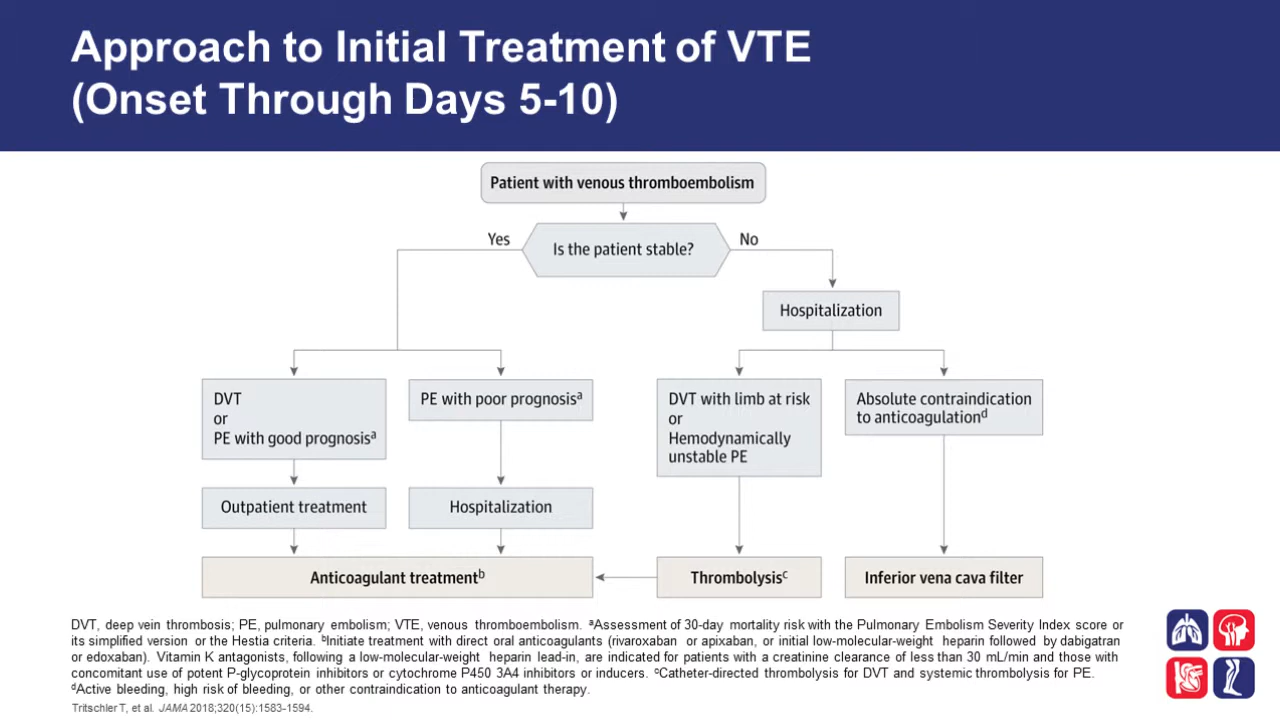 Approach to Initial Treatment of VTE
(Onset Through Days 5-10)
Patient with venous thromboembolism
Yes
Is the patient stable?
No
Hospitalization
DVT
or
PE with good prognosisᵃ
PE with poor prognosisᵃ
DVT with limb at risk
or
Hemodynamically
unstable PE
Absolute contraindication
to anticoagulationᵈ
Outpatient treatment
Hospitalization
Anticoagulant treatmentᵇ
Thrombolysisᶜ
Inferior vena cava filter
DVT, deep vein thrombosis; PE, pulmonary embolism; VTE, venous thromboembolism. ᵃAssessment of 30-day mortality risk with the Pulmonary Embolism Severity Index score or
its simplified version or the Hestia criteria. ᵇInitiate treatment with direct oral anticoagulants (rivaroxaban or apixaban, or initial low-molecular-weight heparin followed by dabigatran
or edoxaban). Vitamin K antagonists, following a low-molecular-weight heparin lead-in, are indicated for patients with a creatinine clearance of less than 30 mL/min and those with
concomitant use of potent P-glycoprotein inhibitors or cytochrome P450 3A4 inhibitors or inducers. ᶜCatheter-directed thrombolysis for DVT and systemic thrombolysis for PE.
ᵈActive bleeding, high risk of bleeding, or other contraindication to anticoagulant therapy.
Tritschler T, et al. JAMA 2018;320(15):1583-1594.